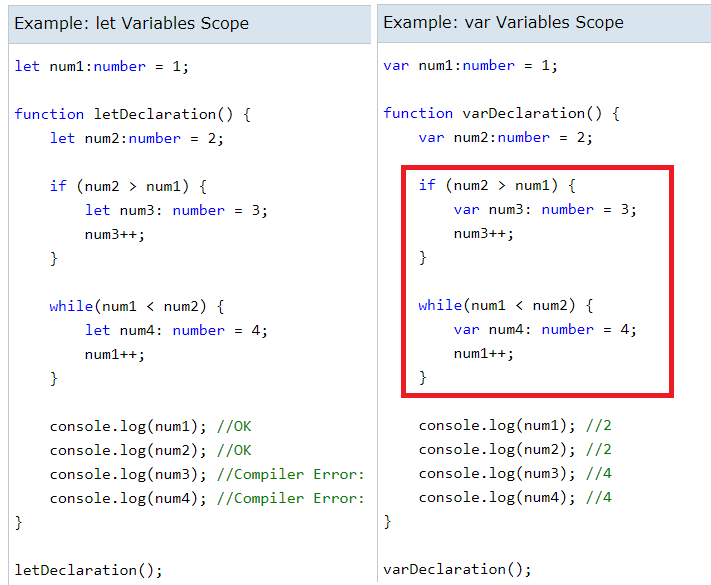 Example: let Variables Scope
let num1:number = 1;
function letDeclaration() {
let num2:number = 2;
if (num2 > num1) {
let num3: number = 3;
num3++;
}
while(num1 < num2) {
let num4: number = 4;
num1++;
}
console.log(num1); //OK
console.log(num2); //OK
console.log(num3); //Compiler Error:
console.log(num4); //Compiler Error:
}
letDeclaration();
Example: var Variables Scope
var num1:number = 1;
function varDeclaration() {
var num2:number = 2;
if (num2 > num1) {
var num3: number = 3;
num3++;
}
while(num1 < num2) {
var num4: number = 4;
num1++;
}
console.log(num1); //2
console.log(num2); //2
console.log(num3); //4
console.log(num4); //4
}
varDeclaration();